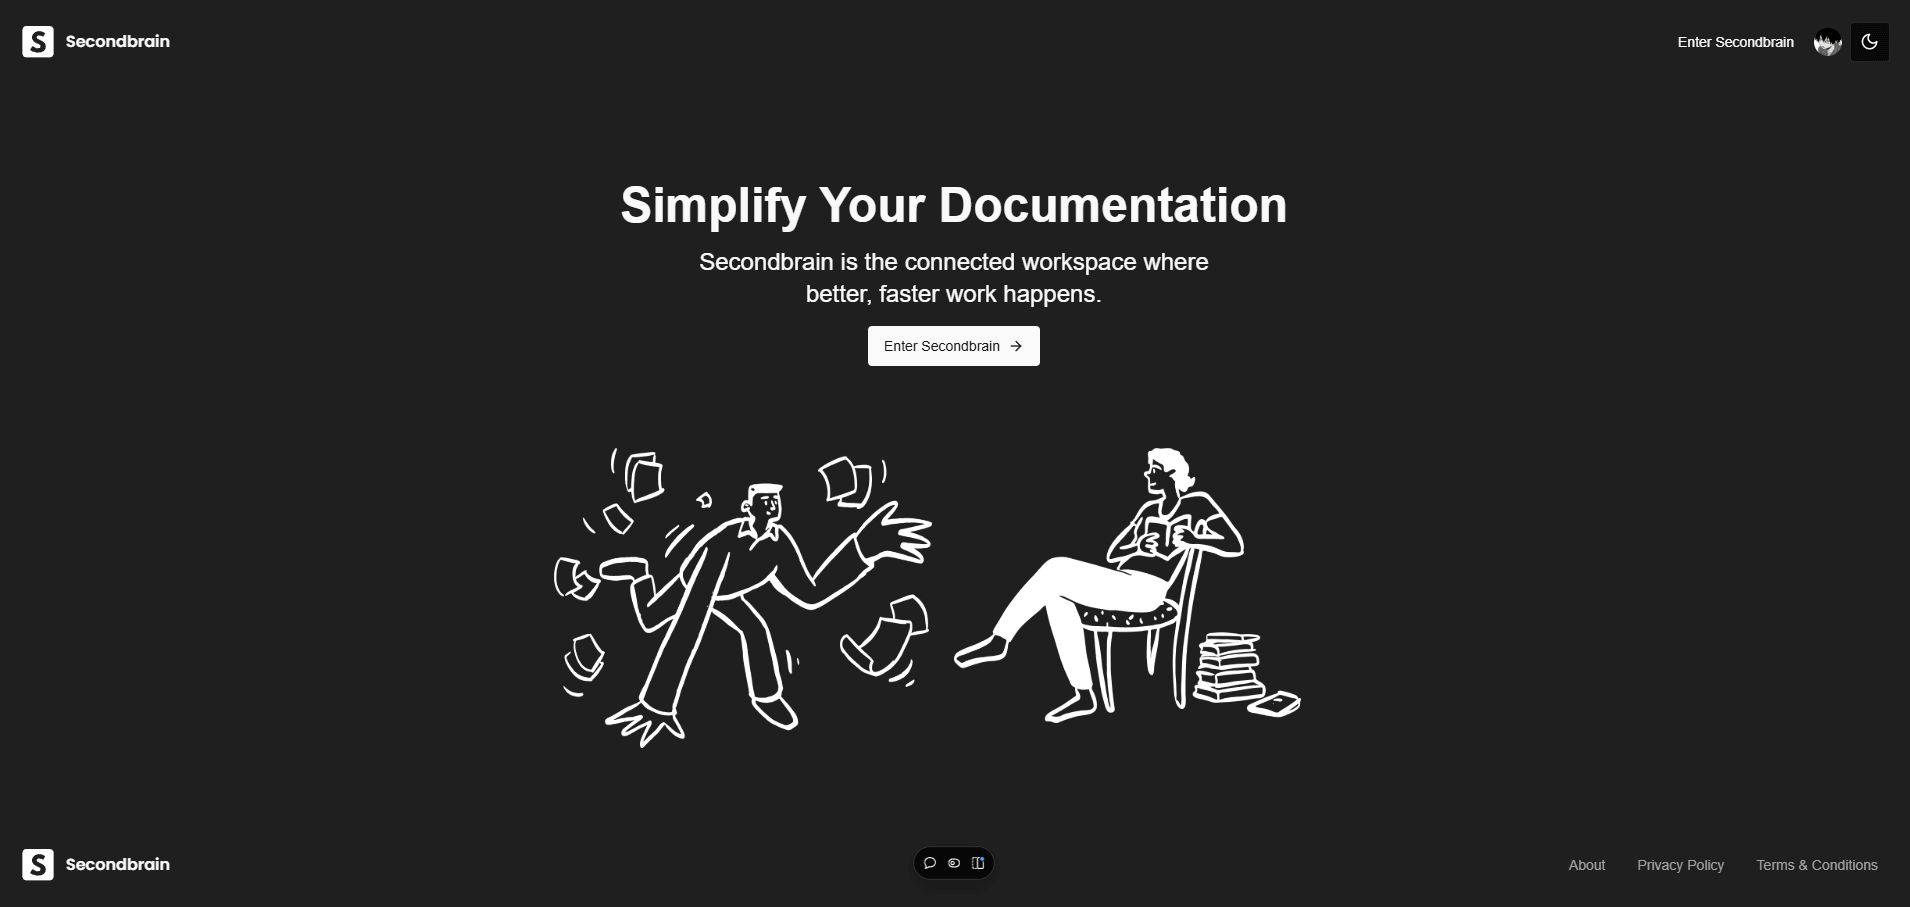 S Secondbrain
Enter Secondbrain
Simplify Your Documentation
Secondbrain is the connected workspace where
better, faster work happens.
Enter Secondbrain
S Secondbrain
About Privacy Policy Terms & Conditions